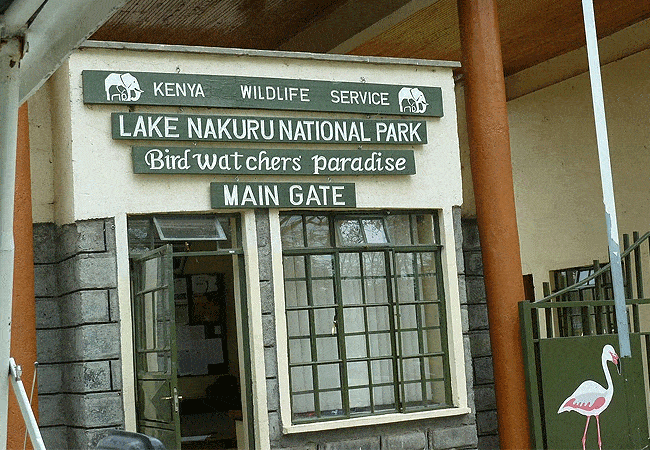 KENYA WILDLIFE SERVICE
LAKE NAKURU NATIONAL PARK
Bird watchers paradise
MAIN GATE